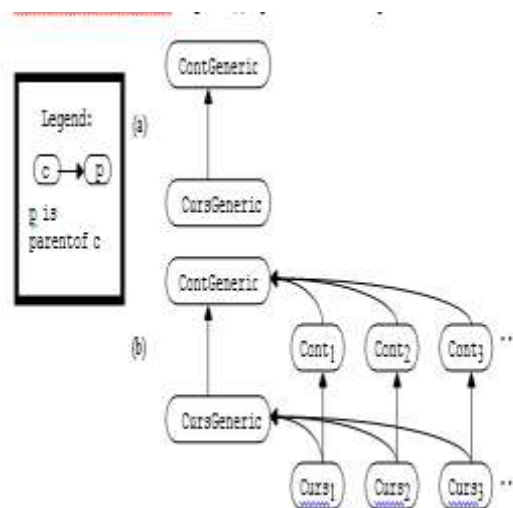 ContGeneric
Legend:
(a)
c
p
p is
parentof c
CursGeneric
ContGeneric
(b)
Cont1
Cont2
Cont3 ..
CursGeneric
Curs1
Curs2
Curs3 ..